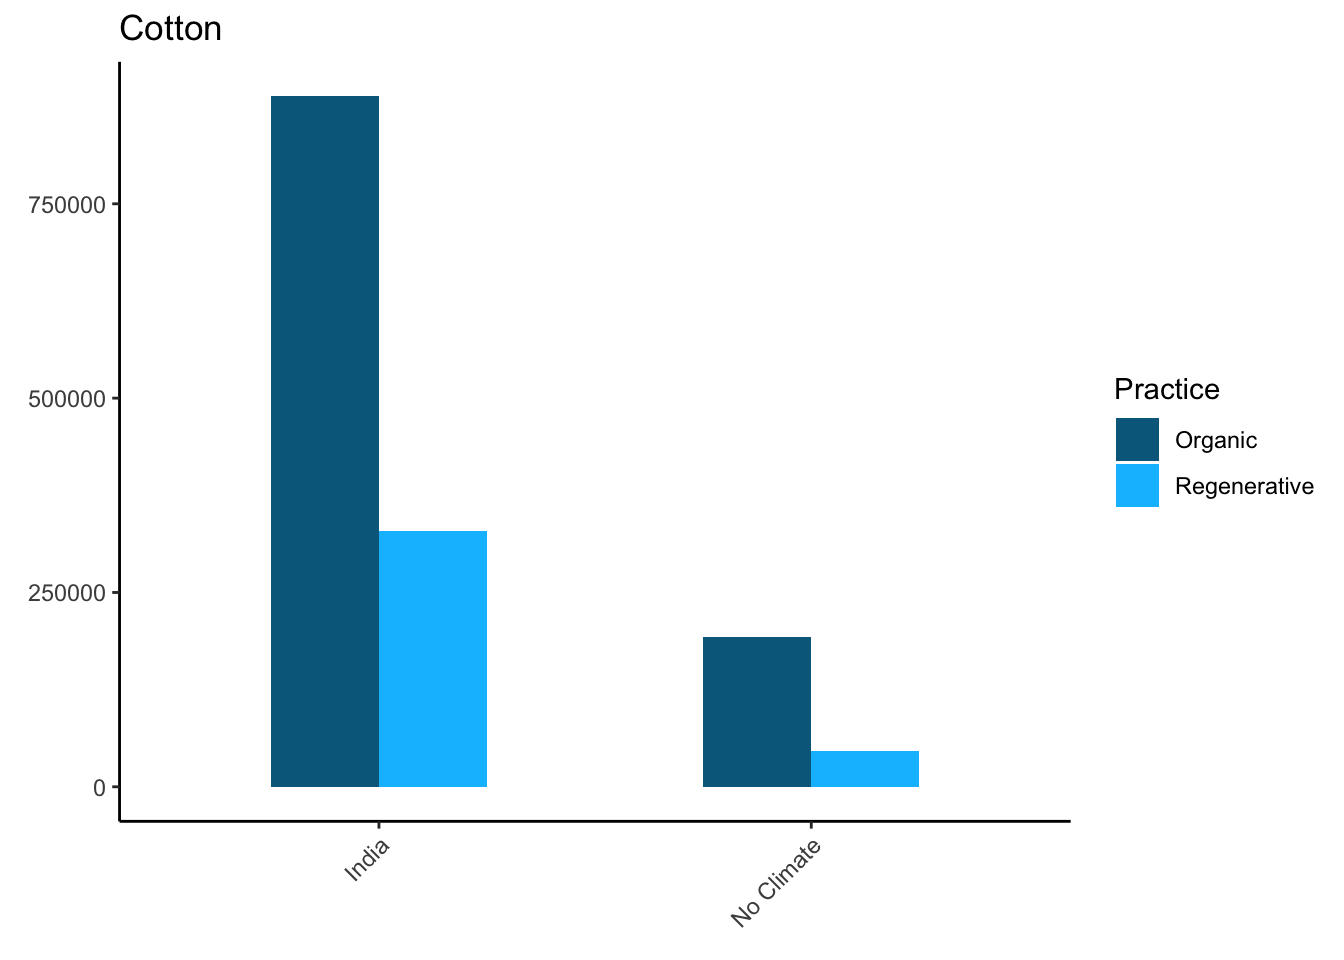 Cotton
750000
500000
250000
0
India
No Climate
Practice
Organic
Regenerative